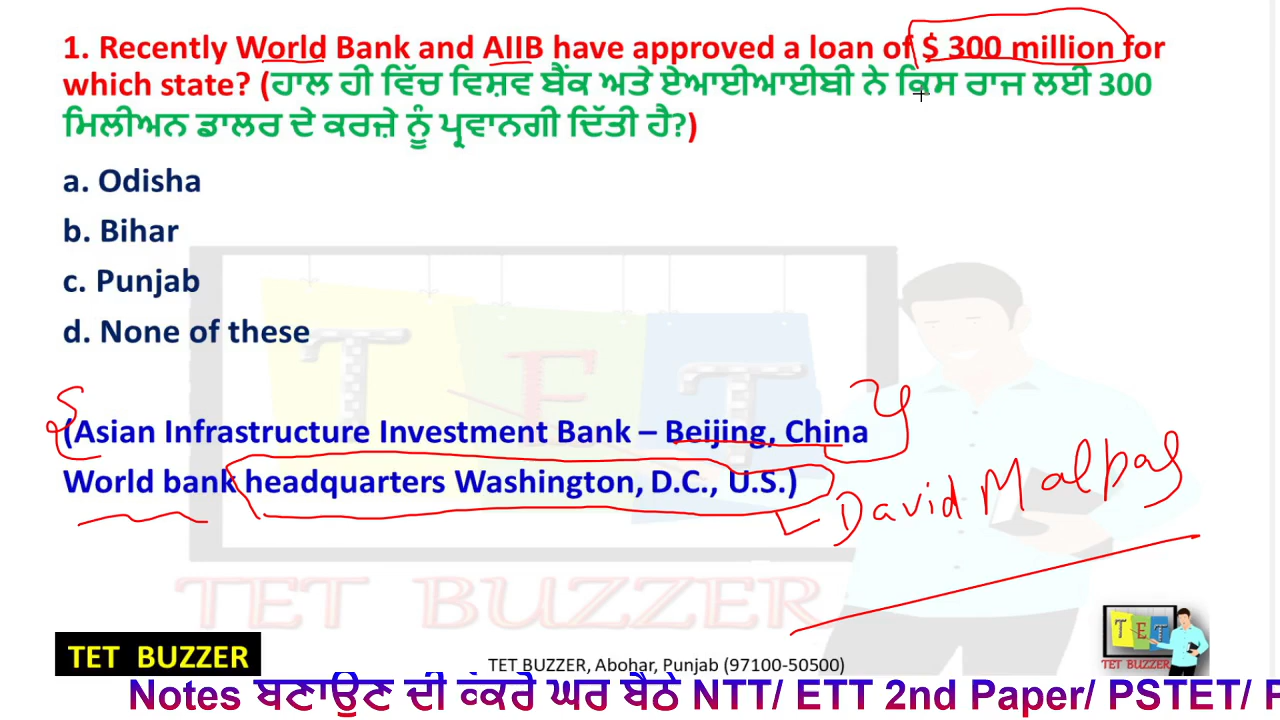 1. Recently World Bank and AIIB have approved a loan of $ 300 million for
which state? (ਹਾਲ ਹੀ ਵਿੱਚ ਵਿਸ਼ਵ ਬੈਂਕ ਅਤੇ ਏਆਈਆਈਬੀ ਨੇ ਕਿਸ ਰਾਜ ਲਈ 300
ਮਿਲੀਅਨ ਡਾਲਰ ਦੇ ਕਰਜ਼ੇ ਨੂੰ ਪ੍ਰਵਾਨਗੀ ਦਿੱਤੀ ਹੈ?)
a. Odisha
b. Bihar
c. Punjab
d. None of these
(Asian Infrastructure Investment Bank – Beijing, China
World bank headquarters Washington, D.C., U.S.)
David Malpas
TET BUZZER
TET BUZZER
TET
TET BUZZER
TET BUZZER, Abohar, Punjab (97100-50500)
Notes ਬਣਾਉਣ ਦੀ ਘਰ ਬੈਠੇ NTT/ ETT 2nd Paper/ PSTET/